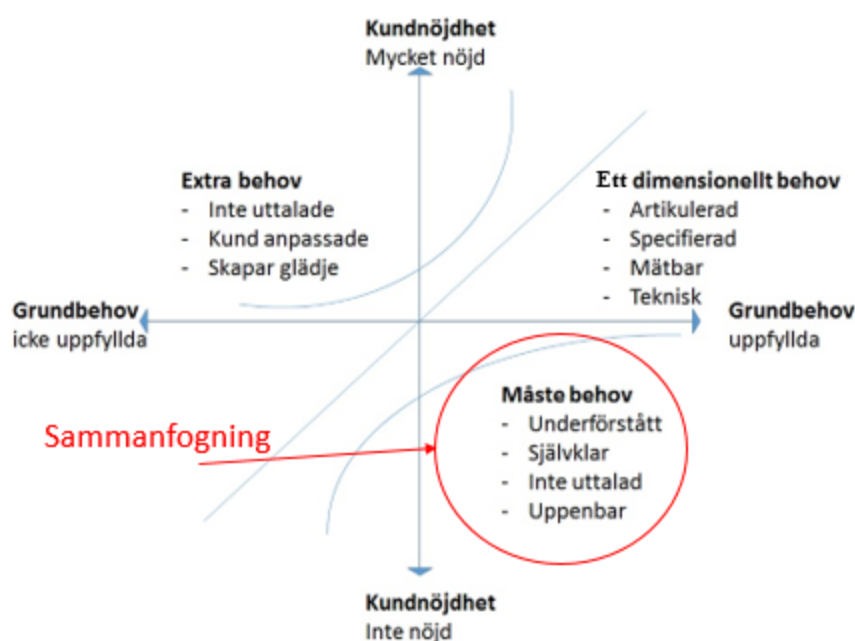 Kundnöjdhet
Mycket nöjd
Extra behov
- Inte uttalade
- Kund anpassade
- Skapar glädje
Ett dimensionellt behov
- Artikulerad
- Specifierad
- Mätbar
- Teknisk
Grundbehov
icke uppfyllda
Grundbehov
uppfyllda
Måste behov
- Underförstått
- Självklar
- Inte uttalad
- Uppenbar
Sammanfogning
Kundnöjdhet
Inte nöjd